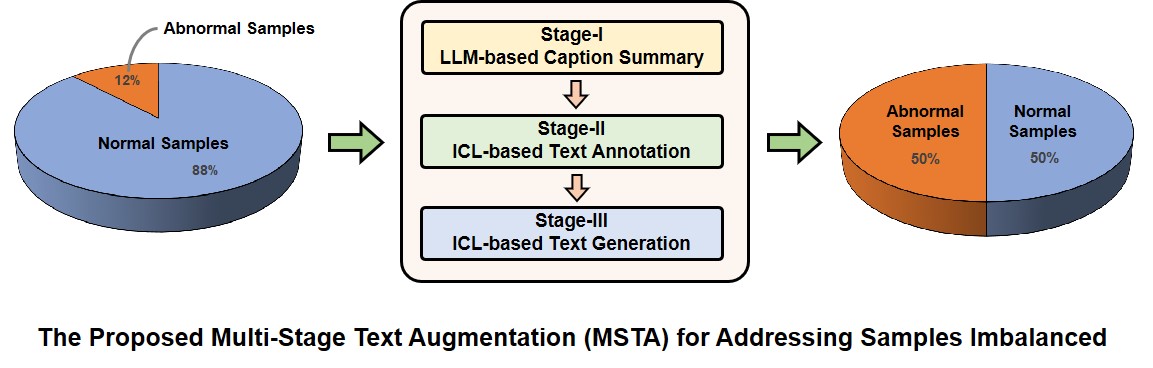 Abnormal Samples
12%
Normal Samples
88%
Stage-I
LLM-based Caption Summary
Stage-II
ICL-based Text Annotation
Stage-III
ICL-based Text Generation
Abnormal
Samples
50%
Normal
Samples
50%
The Proposed Multi-Stage Text Augmentation (MSTA) for Addressing Samples Imbalanced